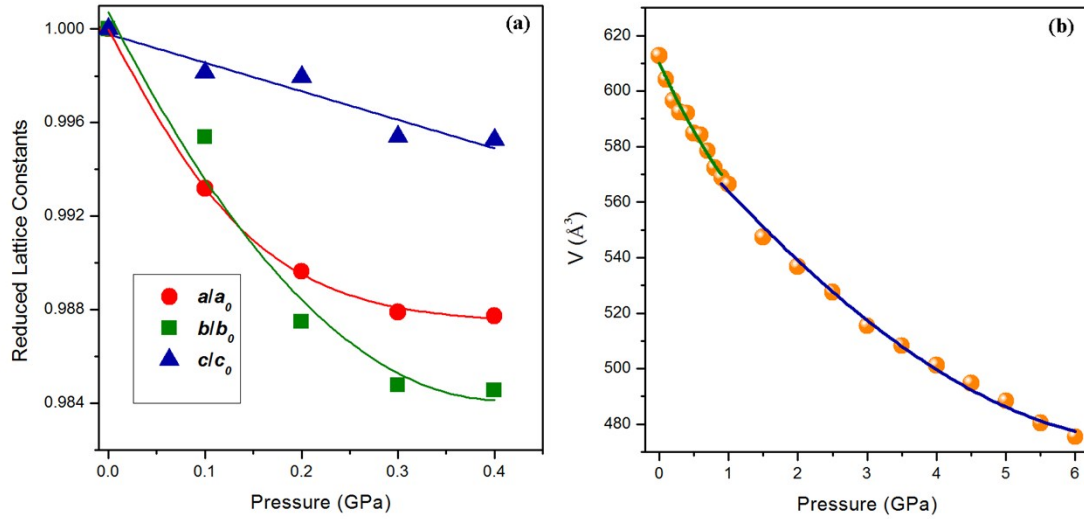 (a)
1.000
0.996
0.992
0.988
0.984
Reduced Lattice Constants
a/a₀
b/b₀
c/c₀
0.0 0.1 0.2 0.3 0.4
Pressure (GPa)
(b)
620
600
580
560
540
520
500
480
V (Å³)
0 1 2 3 4 5 6
Pressure (GPa)